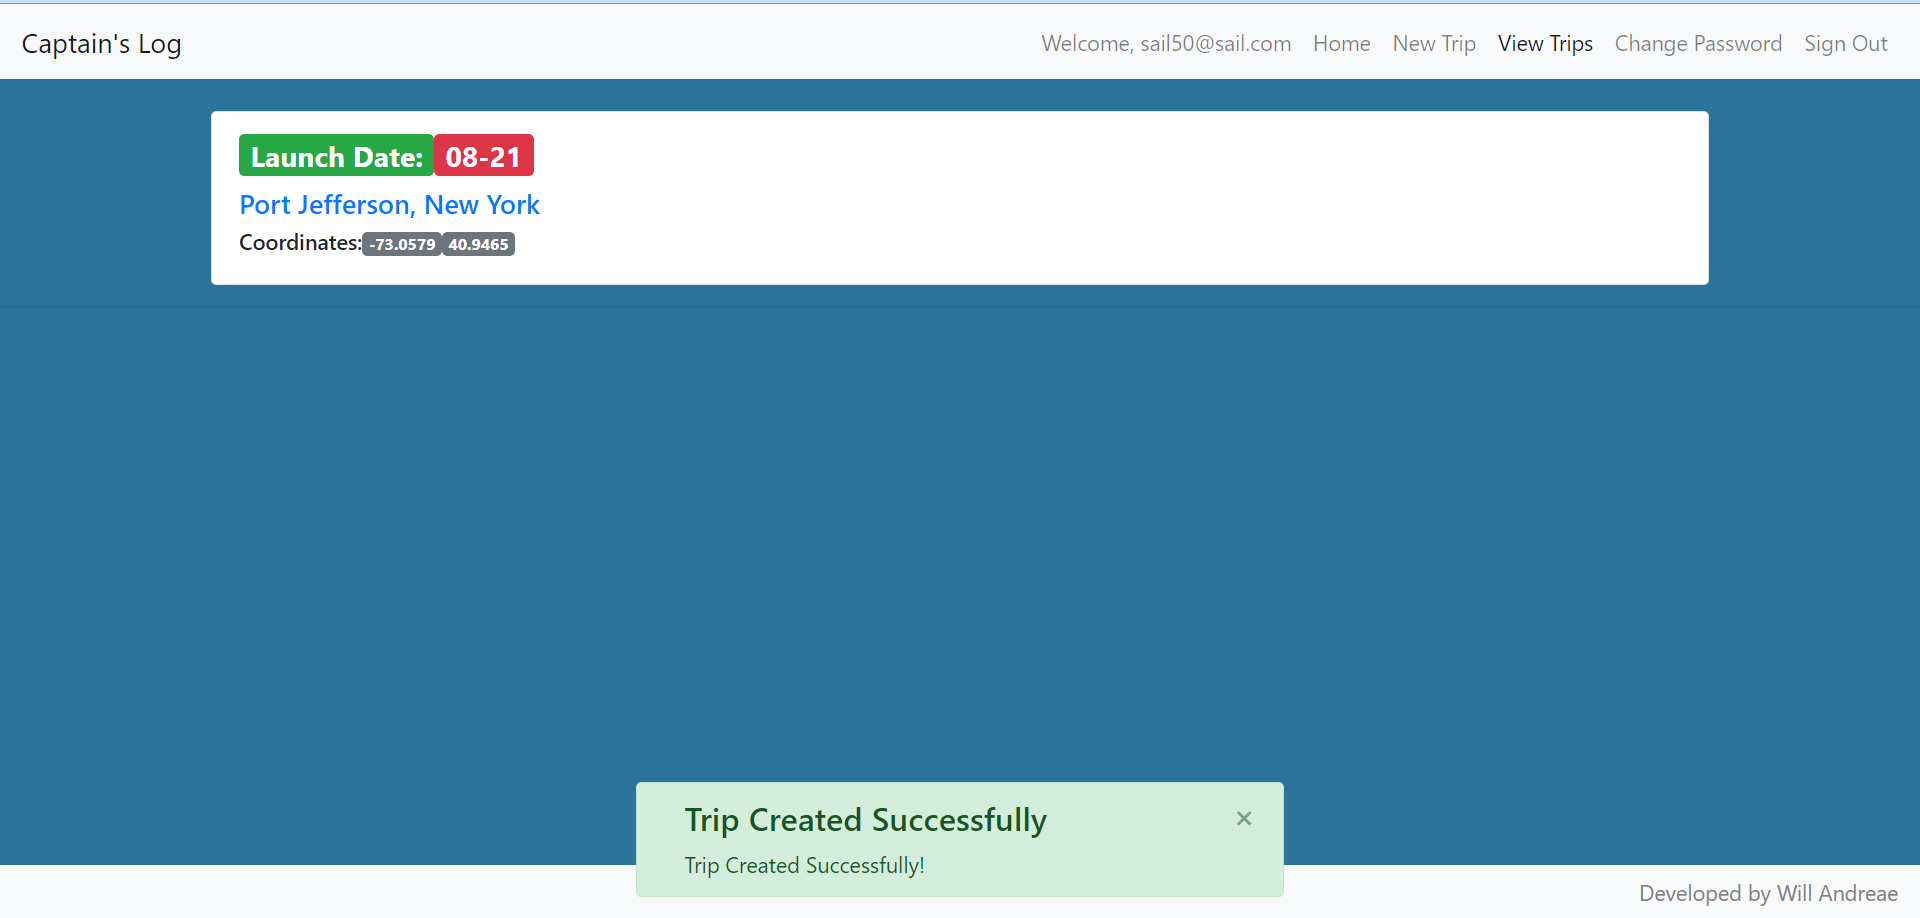 Captain's Log
Welcome, sail50@sail.com Home New Trip View Trips Change Password Sign Out
Launch Date: 08-21
Port Jefferson, New York
Coordinates: -73.0579 40.9465
Trip Created Successfully ×
Trip Created Successfully!
Developed by Will Andreae